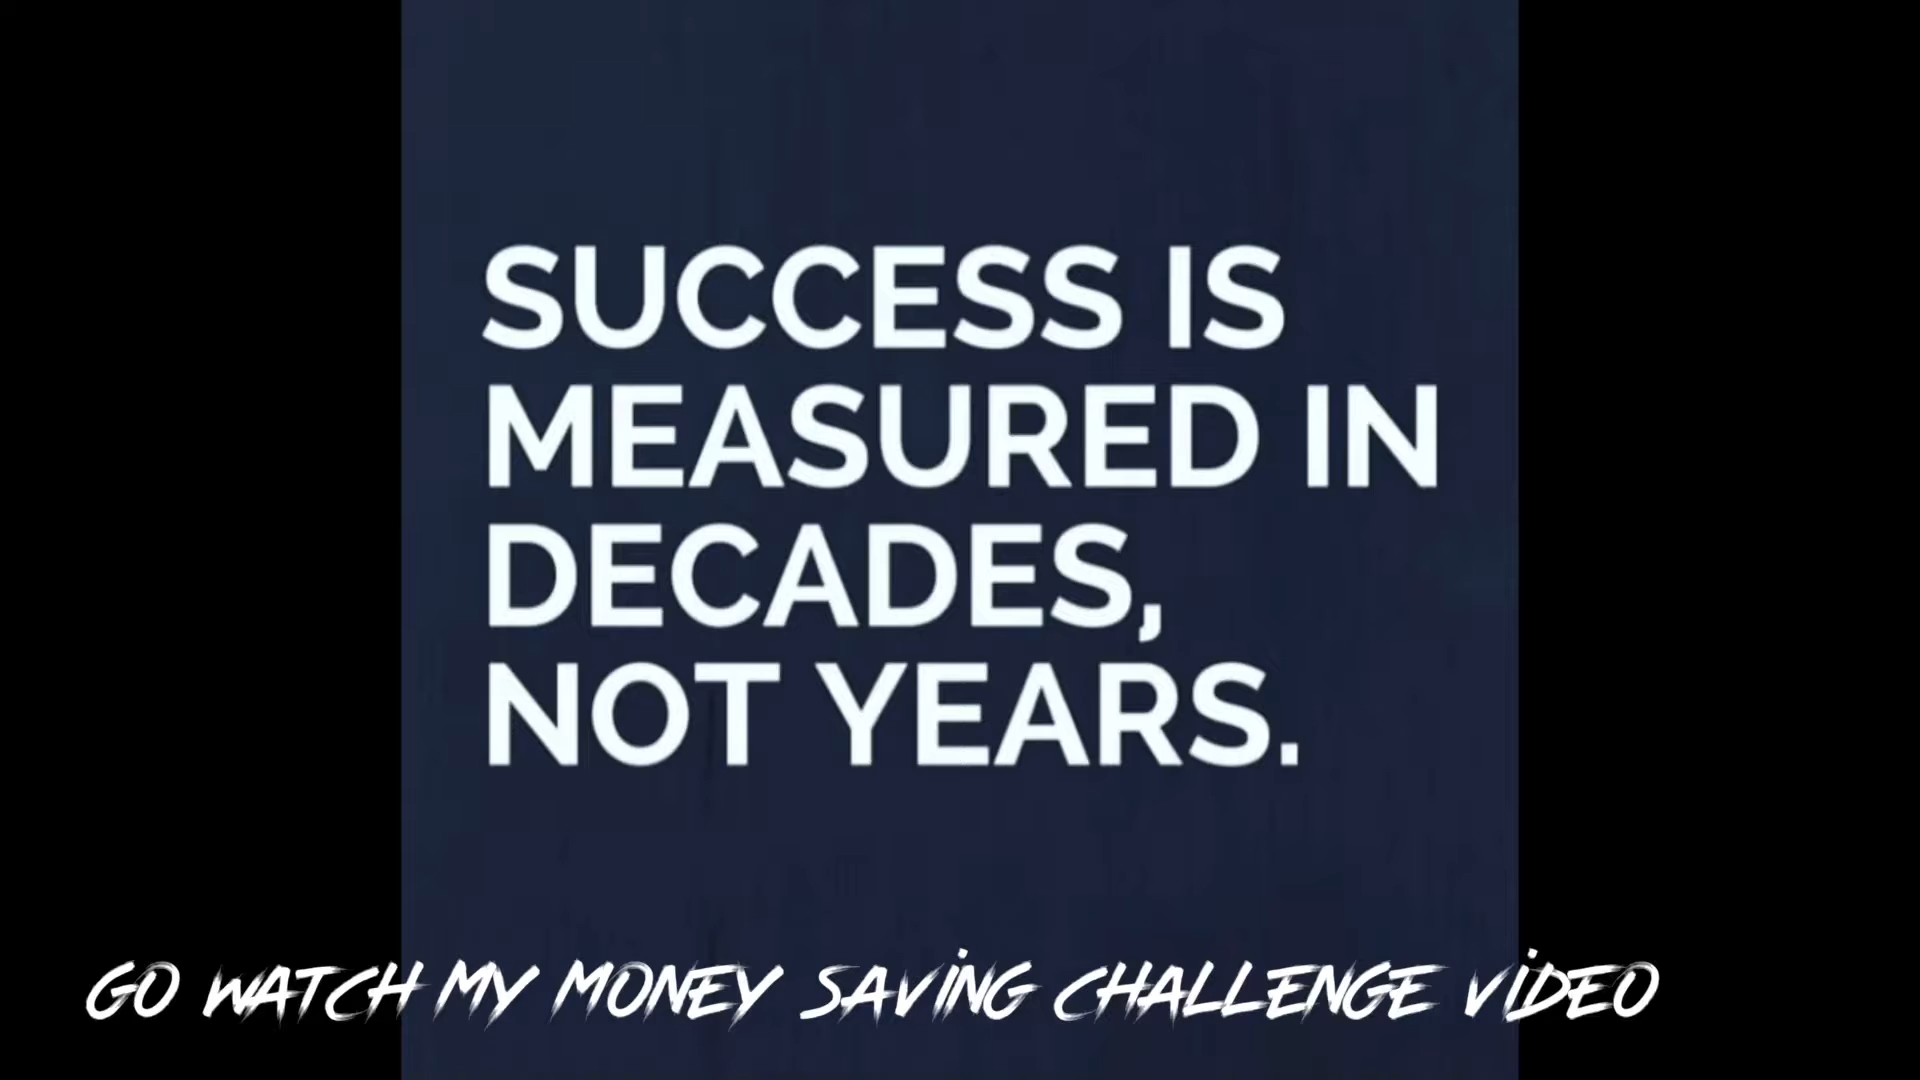 SUCCESS IS
MEASURED IN
DECADES,
NOT YEARS.
GO WATCH MY MONEY SAVING CHALLENGE VIDEO